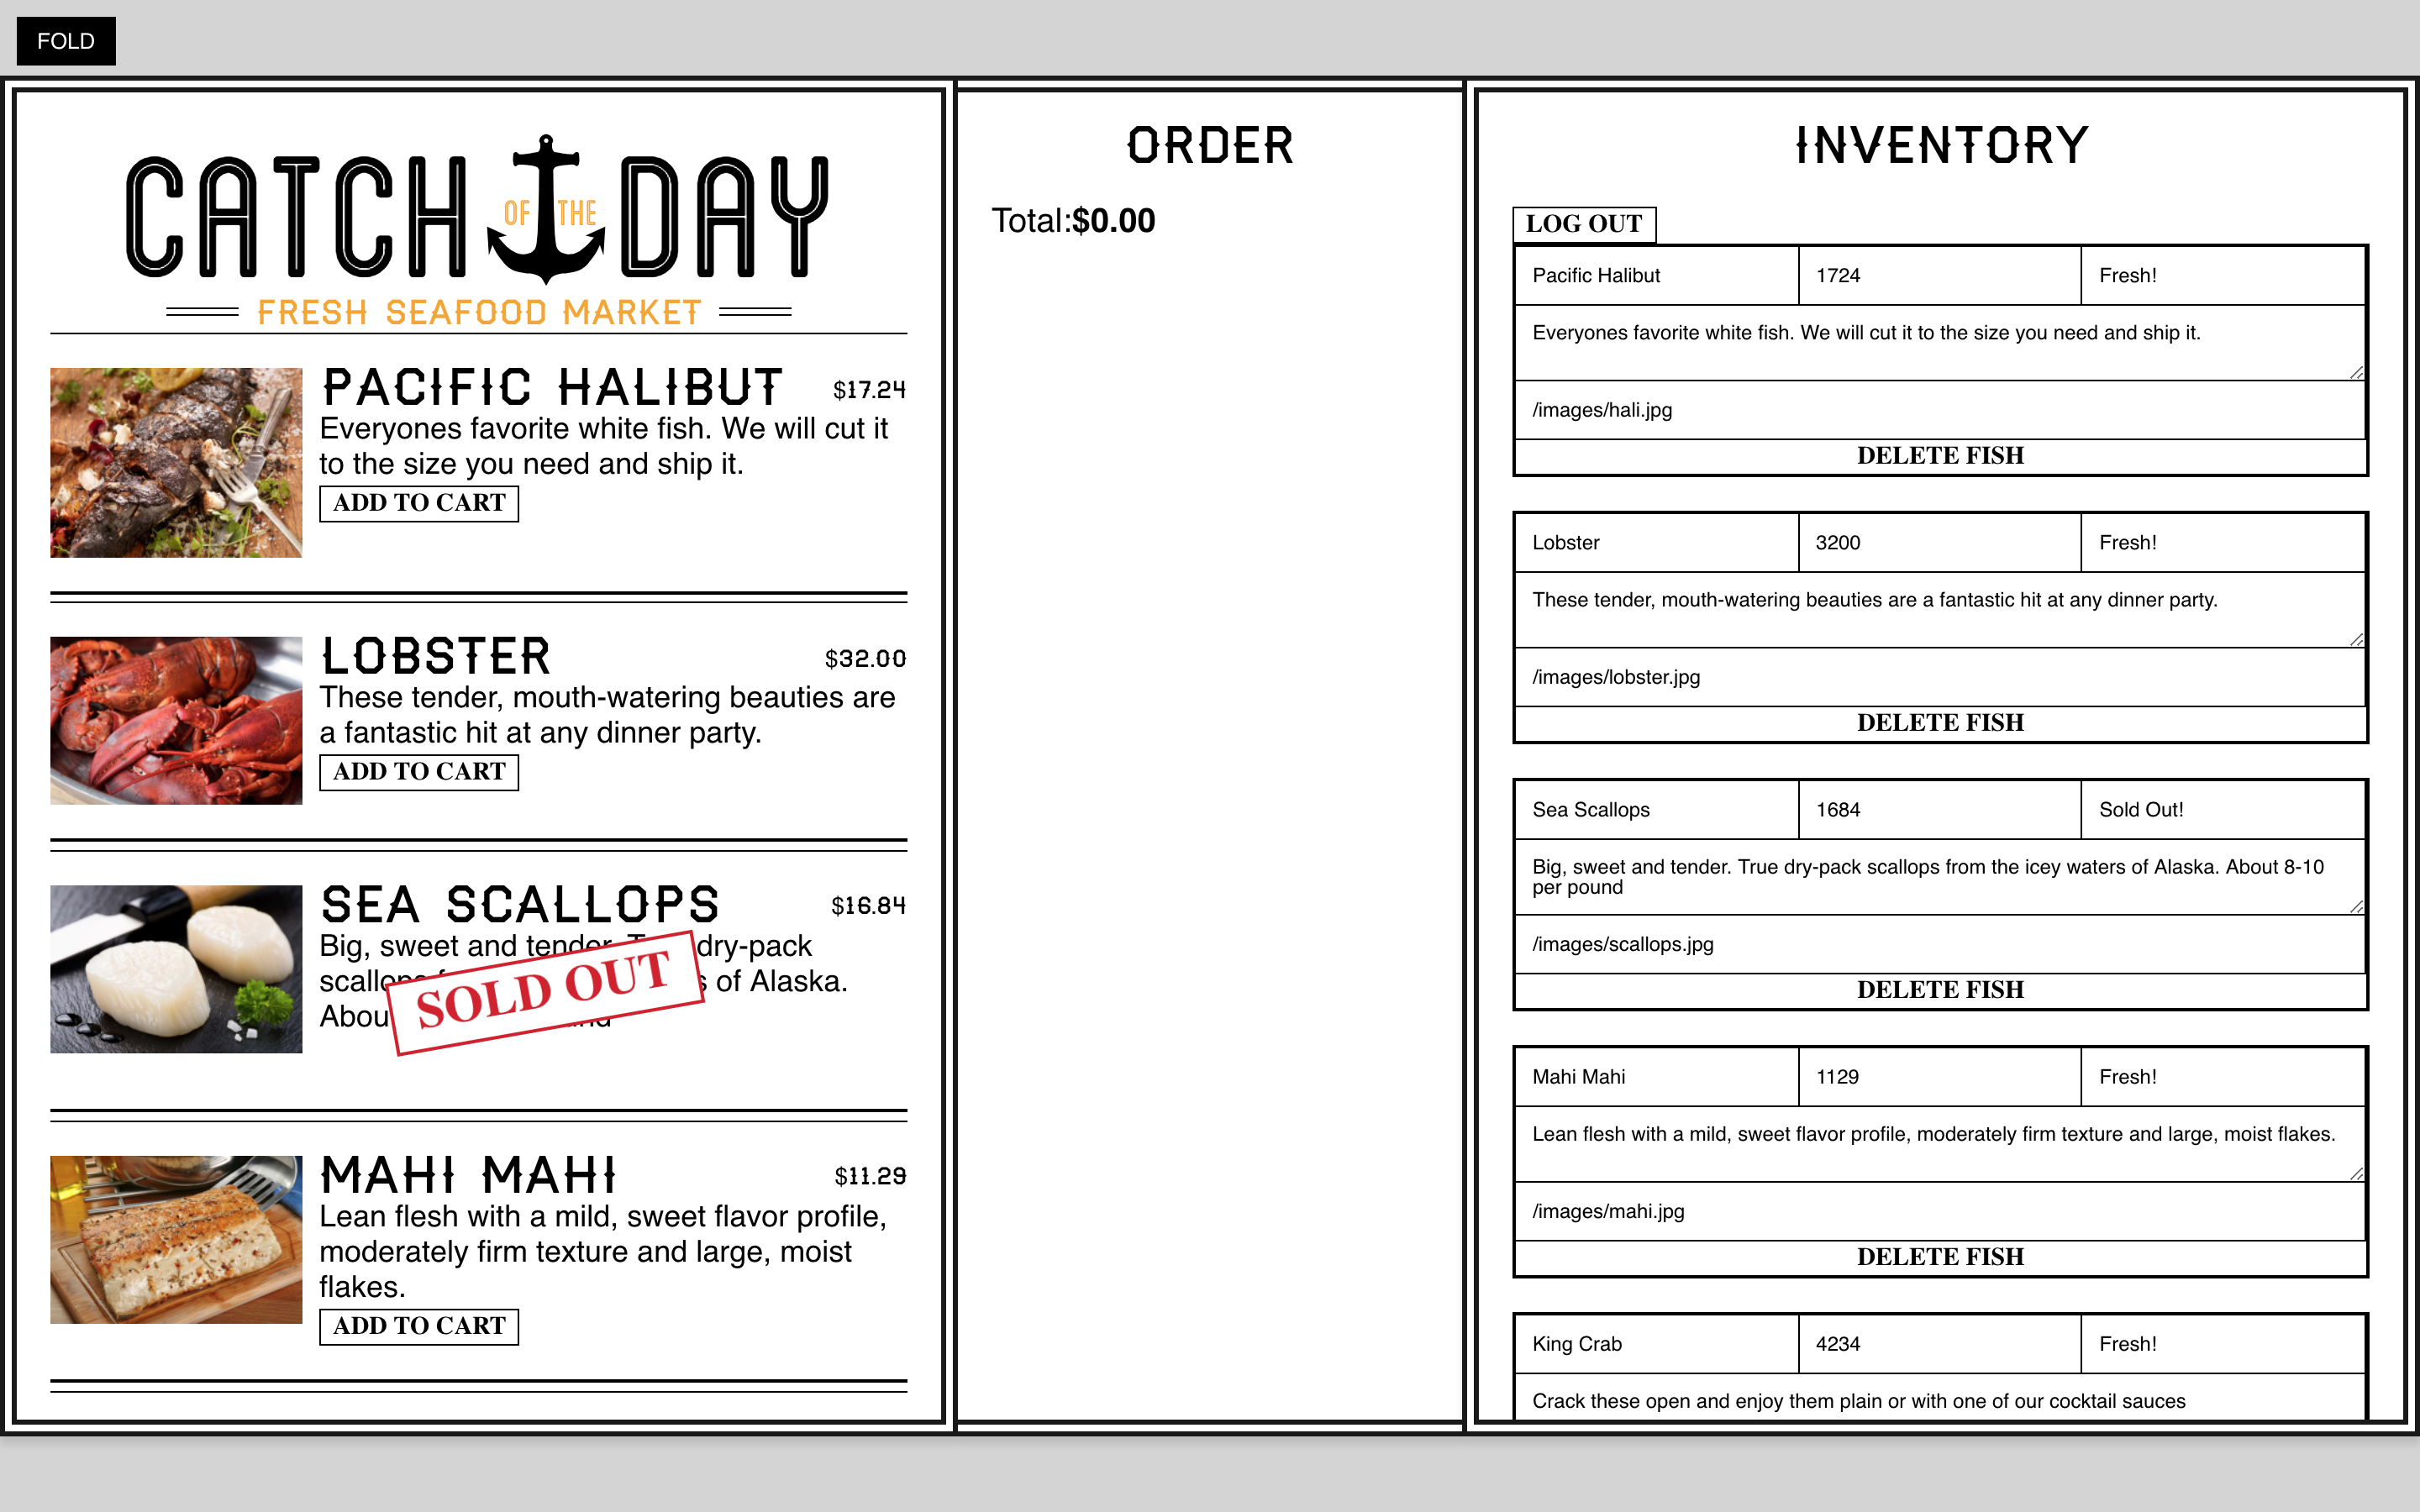 FOLD
CATCH OF THE DAY
FRESH SEAFOOD MARKET
PACIFIC HALIBUT $17.24
Everyones favorite white fish. We will cut it
to the size you need and ship it.
ADD TO CART
LOBSTER $32.00
These tender, mouth-watering beauties are
a fantastic hit at any dinner party.
ADD TO CART
SEA SCALLOPS $16.84
Big, sweet and tender. True dry-pack
of Alaska.
SOLD OUT
MAHI MAHI $11.29
Lean flesh with a mild, sweet flavor profile,
moderately firm texture and large, moist
flakes.
ADD TO CART
ORDER
Total:$0.00
INVENTORY
LOG OUT
Pacific Halibut 1724 Fresh!
Everyones favorite white fish. We will cut it to the size you need and ship it.
/images/hali.jpg
DELETE FISH
Lobster 3200 Fresh!
These tender, mouth-watering beauties are a fantastic hit at any dinner party.
/images/lobster.jpg
DELETE FISH
Sea Scallops 1684 Sold Out!
Big, sweet and tender. True dry-pack scallops from the icey waters of Alaska. About 8-10
per pound
/images/scallops.jpg
DELETE FISH
Mahi Mahi 1129 Fresh!
Lean flesh with a mild, sweet flavor profile, moderately firm texture and large, moist flakes.
/images/mahi.jpg
DELETE FISH
King Crab 4234 Fresh!
Crack these open and enjoy them plain or with one of our cocktail sauces